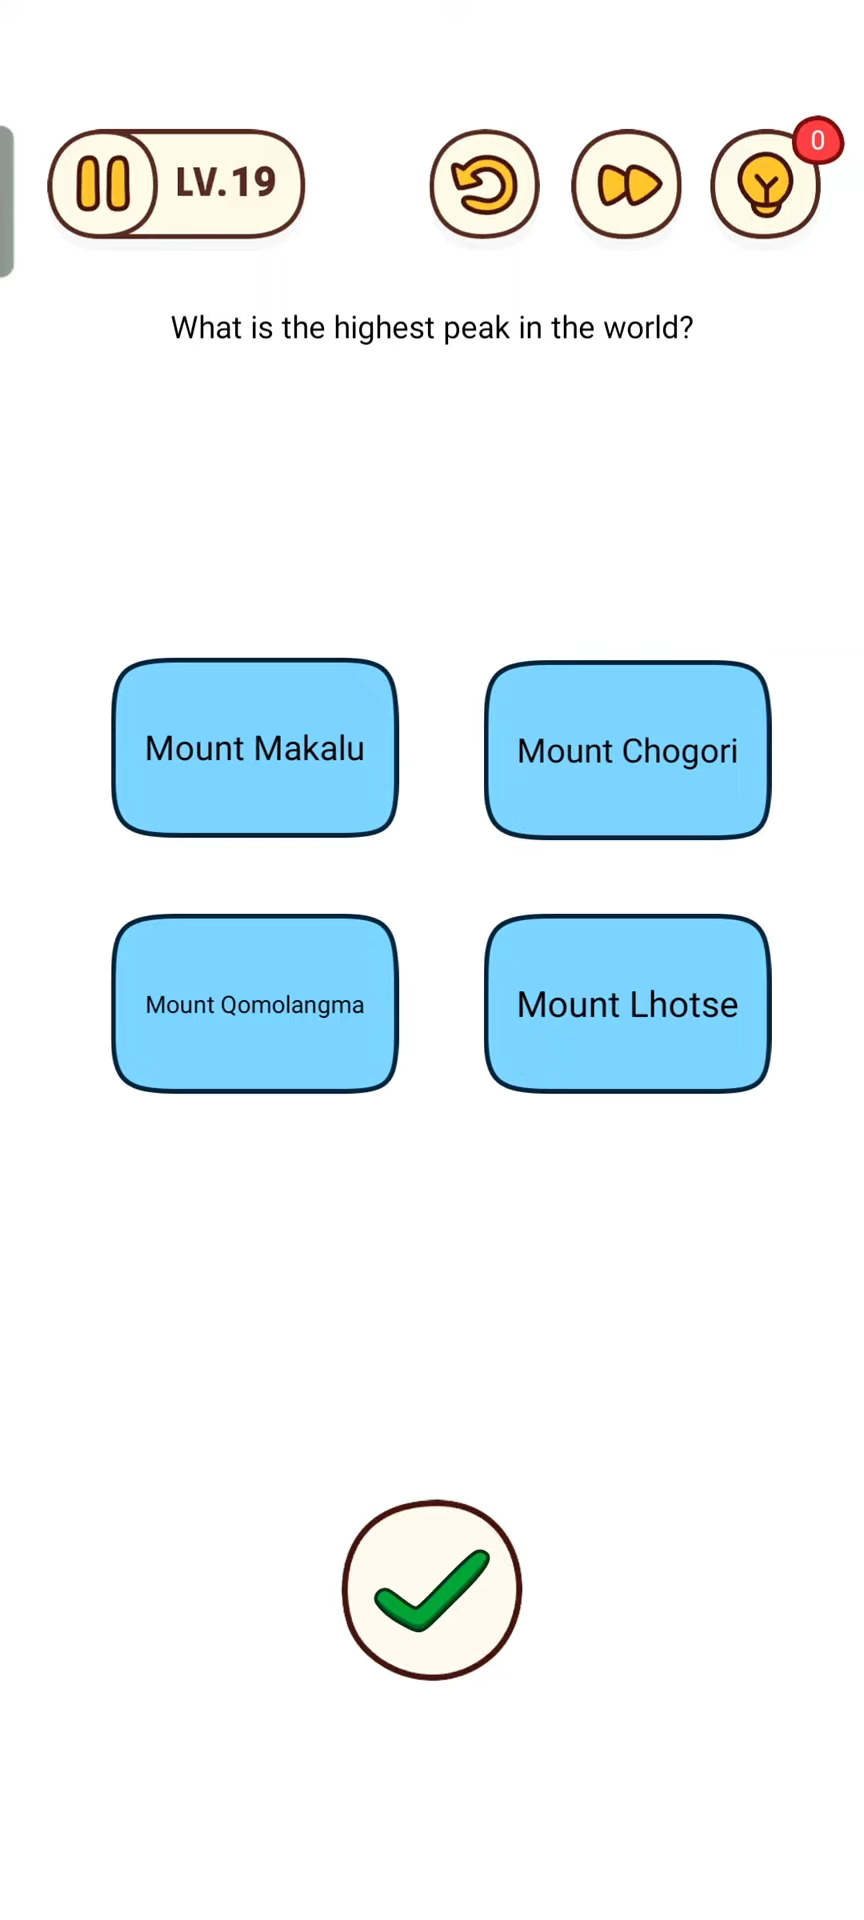 LV.19
0
What is the highest peak in the world?
Mount Makalu
Mount Chogori
Mount Qomolangma
Mount Lhotse